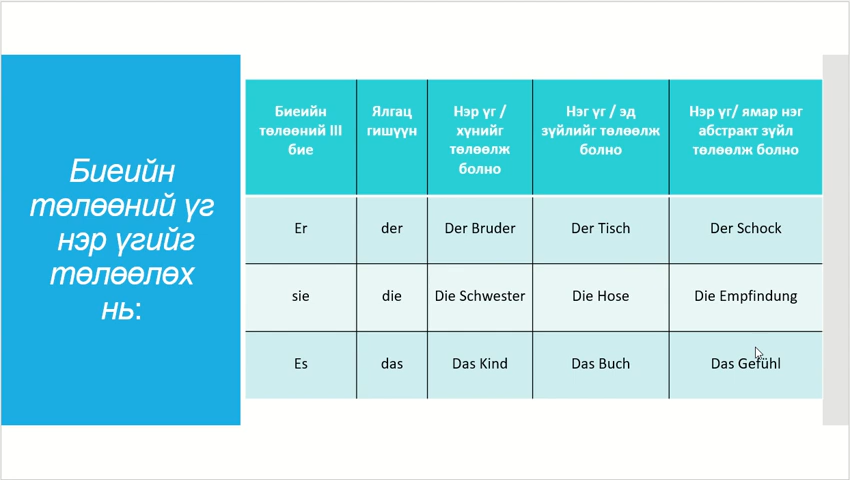 Биеийн
төлөөний үг
нэр үгийг
төлөөлөх
нь:
Биеийн
төлөөний III
бие
Ялгац
гишүүн
Нэр үг /
хүнийг
төлөөлж
болно
Нэг үг / эд
зүйлийг төлөөлж
болно
Нэр үг/ ямар нэг
абстракт зүйл
төлөөлж болно
Er
der
Der Bruder
Der Tisch
Der Schock
sie
die
Die Schwester
Die Hose
Die Empfindung
Es
das
Das Kind
Das Buch
Das Gefühl